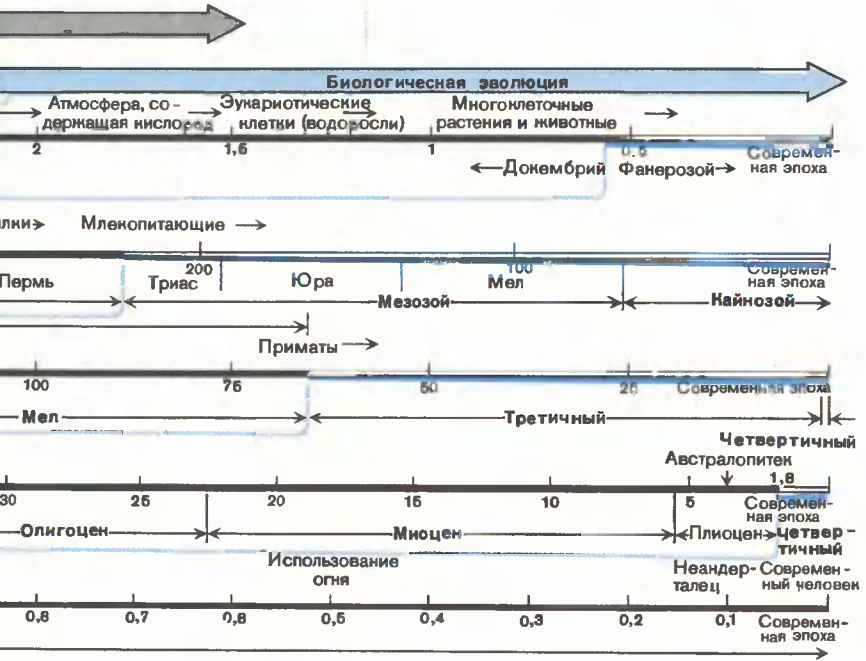 Биологическая эволюция
Атмосфера, со- Эукариотические Многоклеточные
держащая кислород клетки (водоросли) растения и животные
2 1,5 1 0.5 Современ-
Докембрий Фанерозой ная эпоха
лки Млекопитающие
200 100 Современ-
ная эпоха
Пермь Триас Юра Мел
Мезозой Кайнозой
Приматы
100 75 50 25 Современная эпоха
Мел Третичный
Четвертичный
Австралопитек
1,8
30 25 20 15 10 5 Современ-
ная эпоха
Олигоцен Миоцен Плиоцен Четвер-
тичный
Использование Неандер- Современ-
огня талец ный человек
0.8 0,7 0,6 0,5 0,4 0,3 0,2 0,1 Современ-
ная эпоха